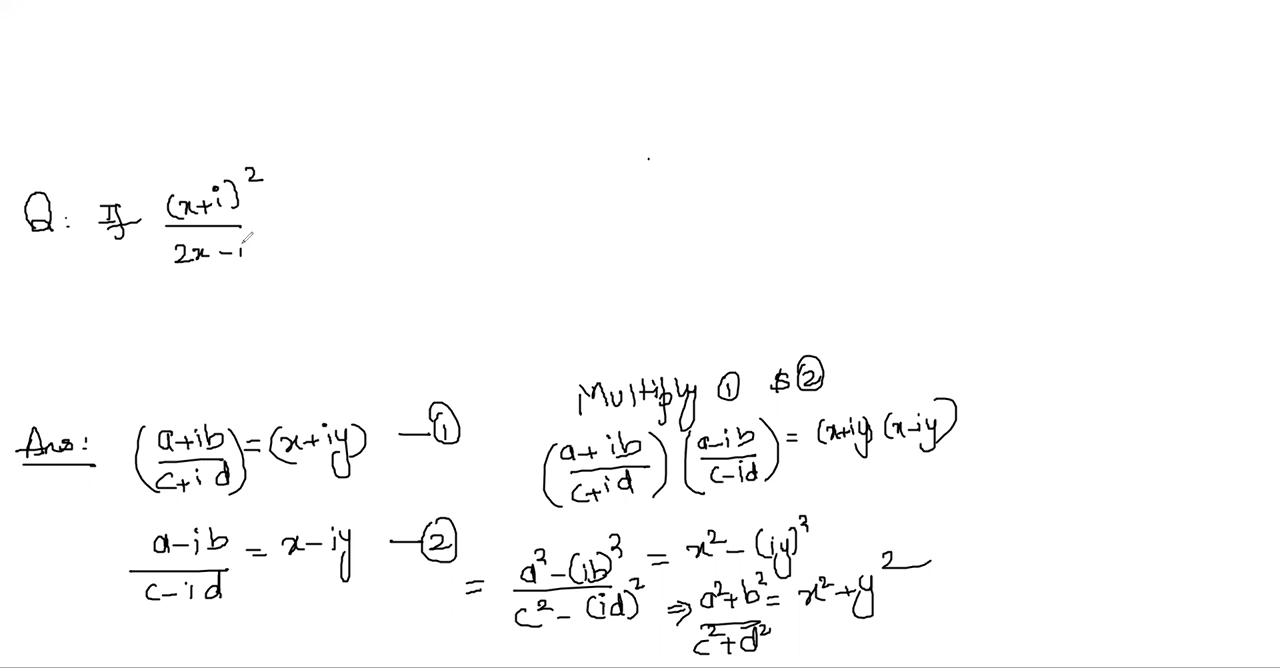 Q: If (x+i)^2 / 2x-i
Multiply ① & ②
Ans: (a+ib / c+id) = (x+iy) —①
(a+ib / c+id) (a-ib / c-id) = (x+iy) (x-iy)
a-ib / c-id = x-iy —②
= a^2-(ib)^2 / c^2-(id)^2 = x^2-(iy)^2
⇒ a^2+b^2 / c^2+d^2 = x^2+y^2